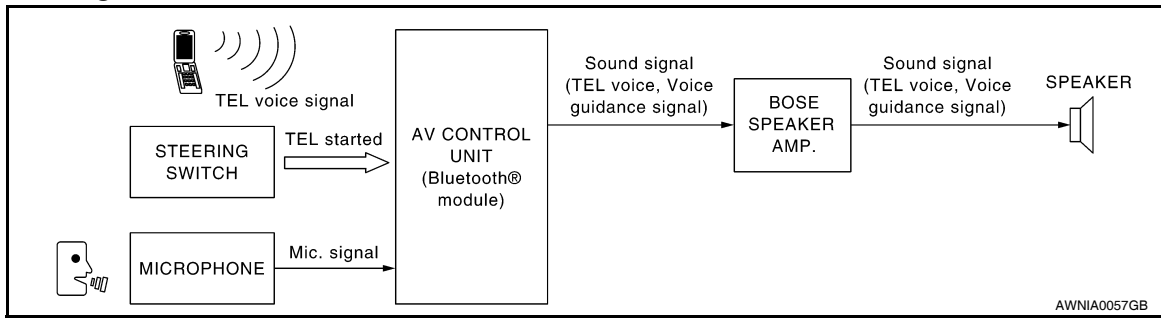 TEL voice signal
STEERING
SWITCH
TEL started
MICROPHONE
Mic. signal
AV CONTROL
UNIT
(Bluetooth®
module)
Sound signal
(TEL voice, Voice
guidance signal)
BOSE
SPEAKER
AMP.
Sound signal
(TEL voice, Voice
guidance signal)
SPEAKER
AWNIA0057GB